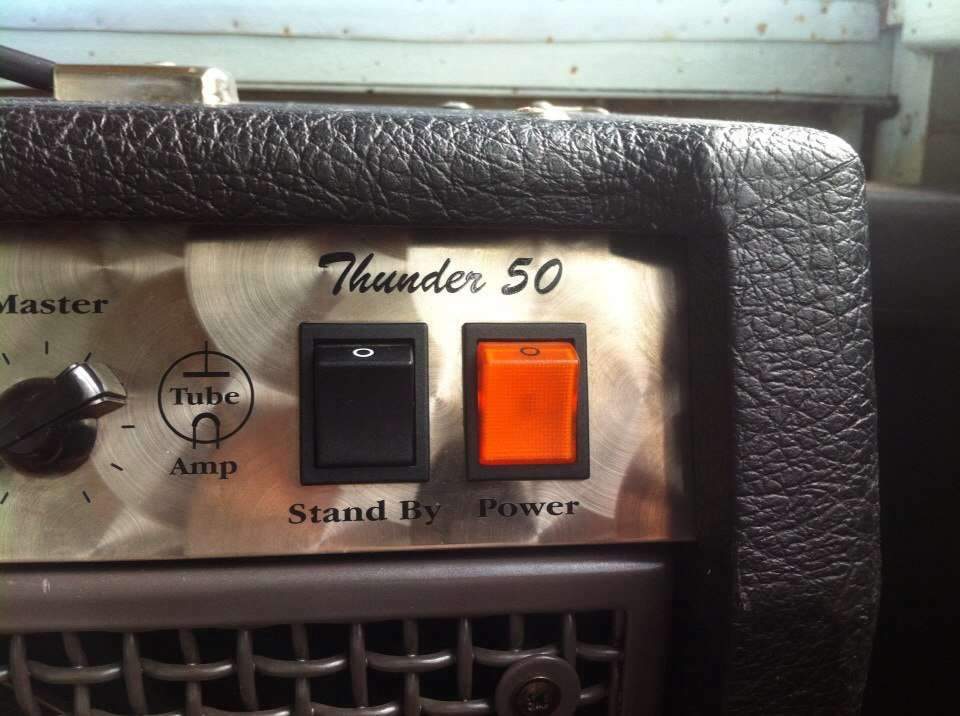 Thunder 50
Master
Tube
Amp
Stand By
Power